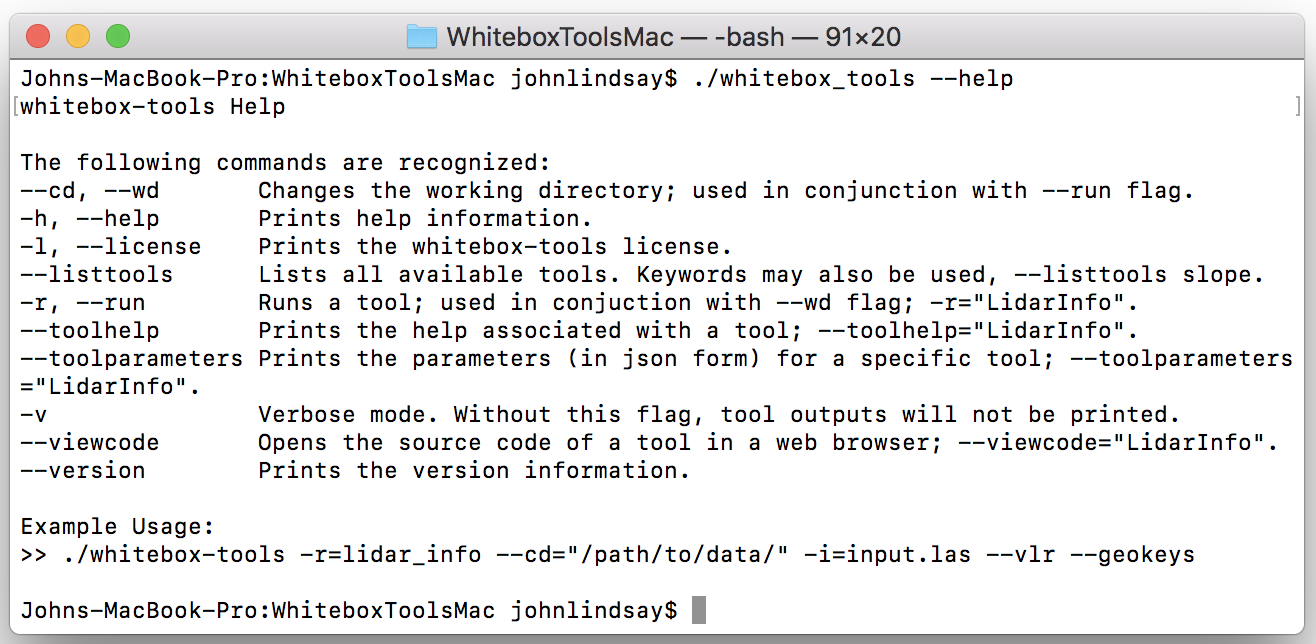 WhiteboxToolsMac — -bash — 91×20
Johns-MacBook-Pro:WhiteboxToolsMac johnlindsay$ ./whitebox_tools --help
[whitebox-tools Help ]
The following commands are recognized:
--cd, --wd       Changes the working directory; used in conjunction with --run flag.
-h, --help       Prints help information.
-l, --license    Prints the whitebox-tools license.
--listtools      Lists all available tools. Keywords may also be used, --listtools slope.
-r, --run        Runs a tool; used in conjuction with --wd flag; -r="LidarInfo".
--toolhelp       Prints the help associated with a tool; --toolhelp="LidarInfo".
--toolparameters Prints the parameters (in json form) for a specific tool; --toolparameters
="LidarInfo".
-v               Verbose mode. Without this flag, tool outputs will not be printed.
--viewcode       Opens the source code of a tool in a web browser; --viewcode="LidarInfo".
--version        Prints the version information.
Example Usage:
>> ./whitebox-tools -r=lidar_info --cd="/path/to/data/" -i=input.las --vlr --geokeys
Johns-MacBook-Pro:WhiteboxToolsMac johnlindsay$